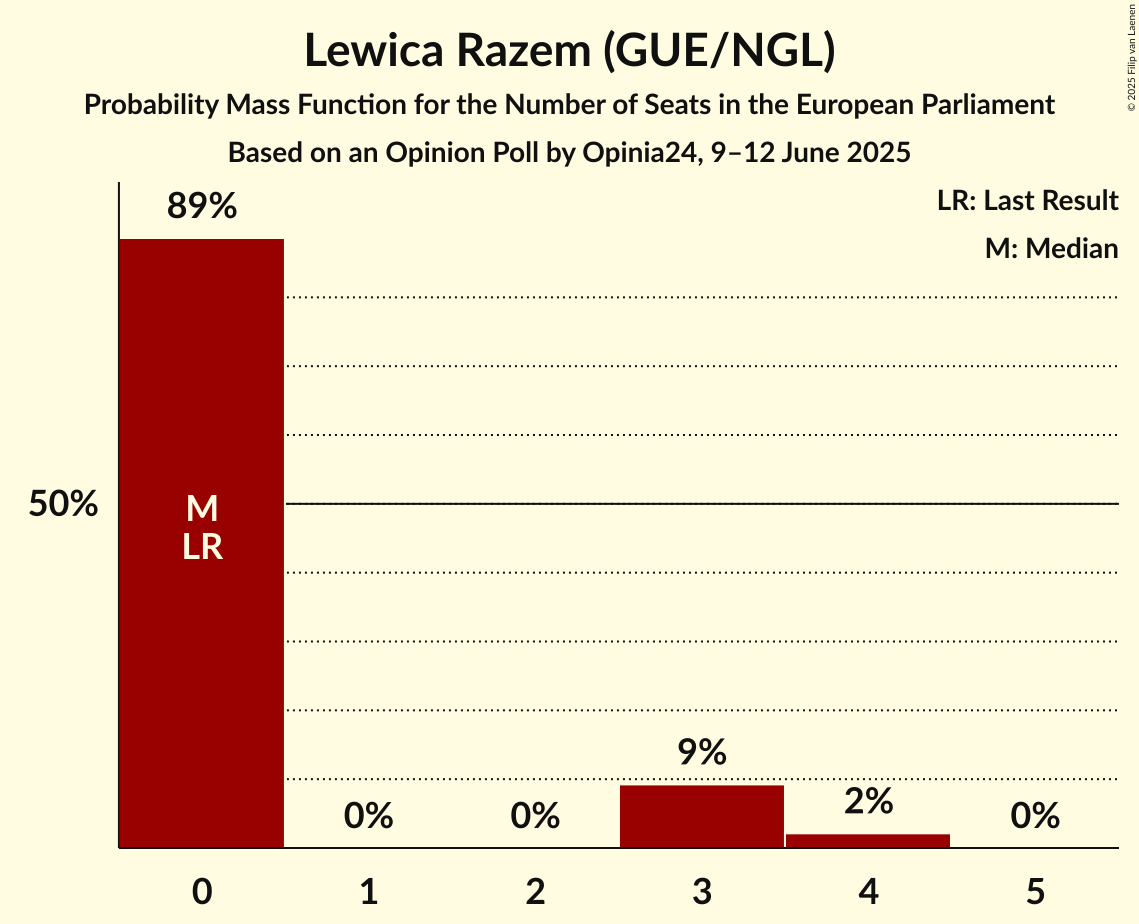 Lewica Razem (GUE/NGL)
Probability Mass Function for the Number of Seats in the European Parliament
Based on an Opinion Poll by Opinia24, 9–12 June 2025
© 2025 Filip van Laenen
LR: Last Result
M: Median
89%
50%
M
LR
0%
0%
9%
2%
0%
0
1
2
3
4
5